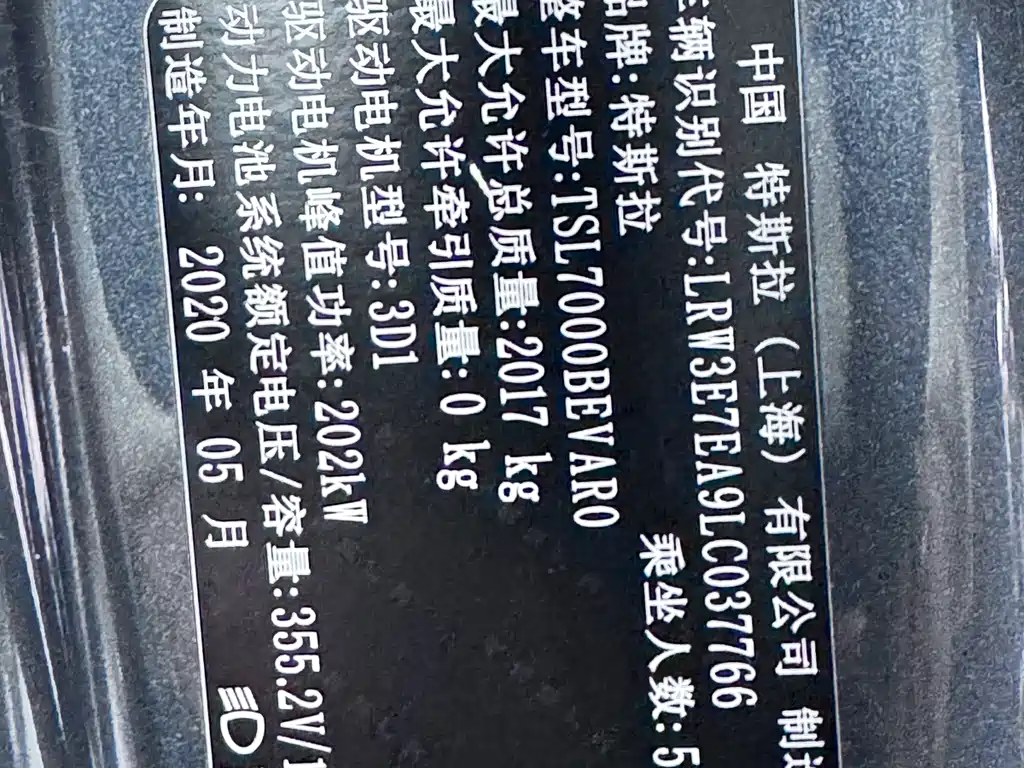 中国 特斯拉 (上海) 有限公司 制造
车辆识别代号:LRW3E7EA9LC037766
品牌:特斯拉 乘坐人数:5
整车型号:TSL7000BEVAR0
最大允许总质量:2017 kg
最大允许牵引质量:0 kg
驱动电机型号:3D1
驱动电机峰值功率:202kW
动力电池系统额定电压/容量:355.2V/1
制造年月: 2020 年 05 月